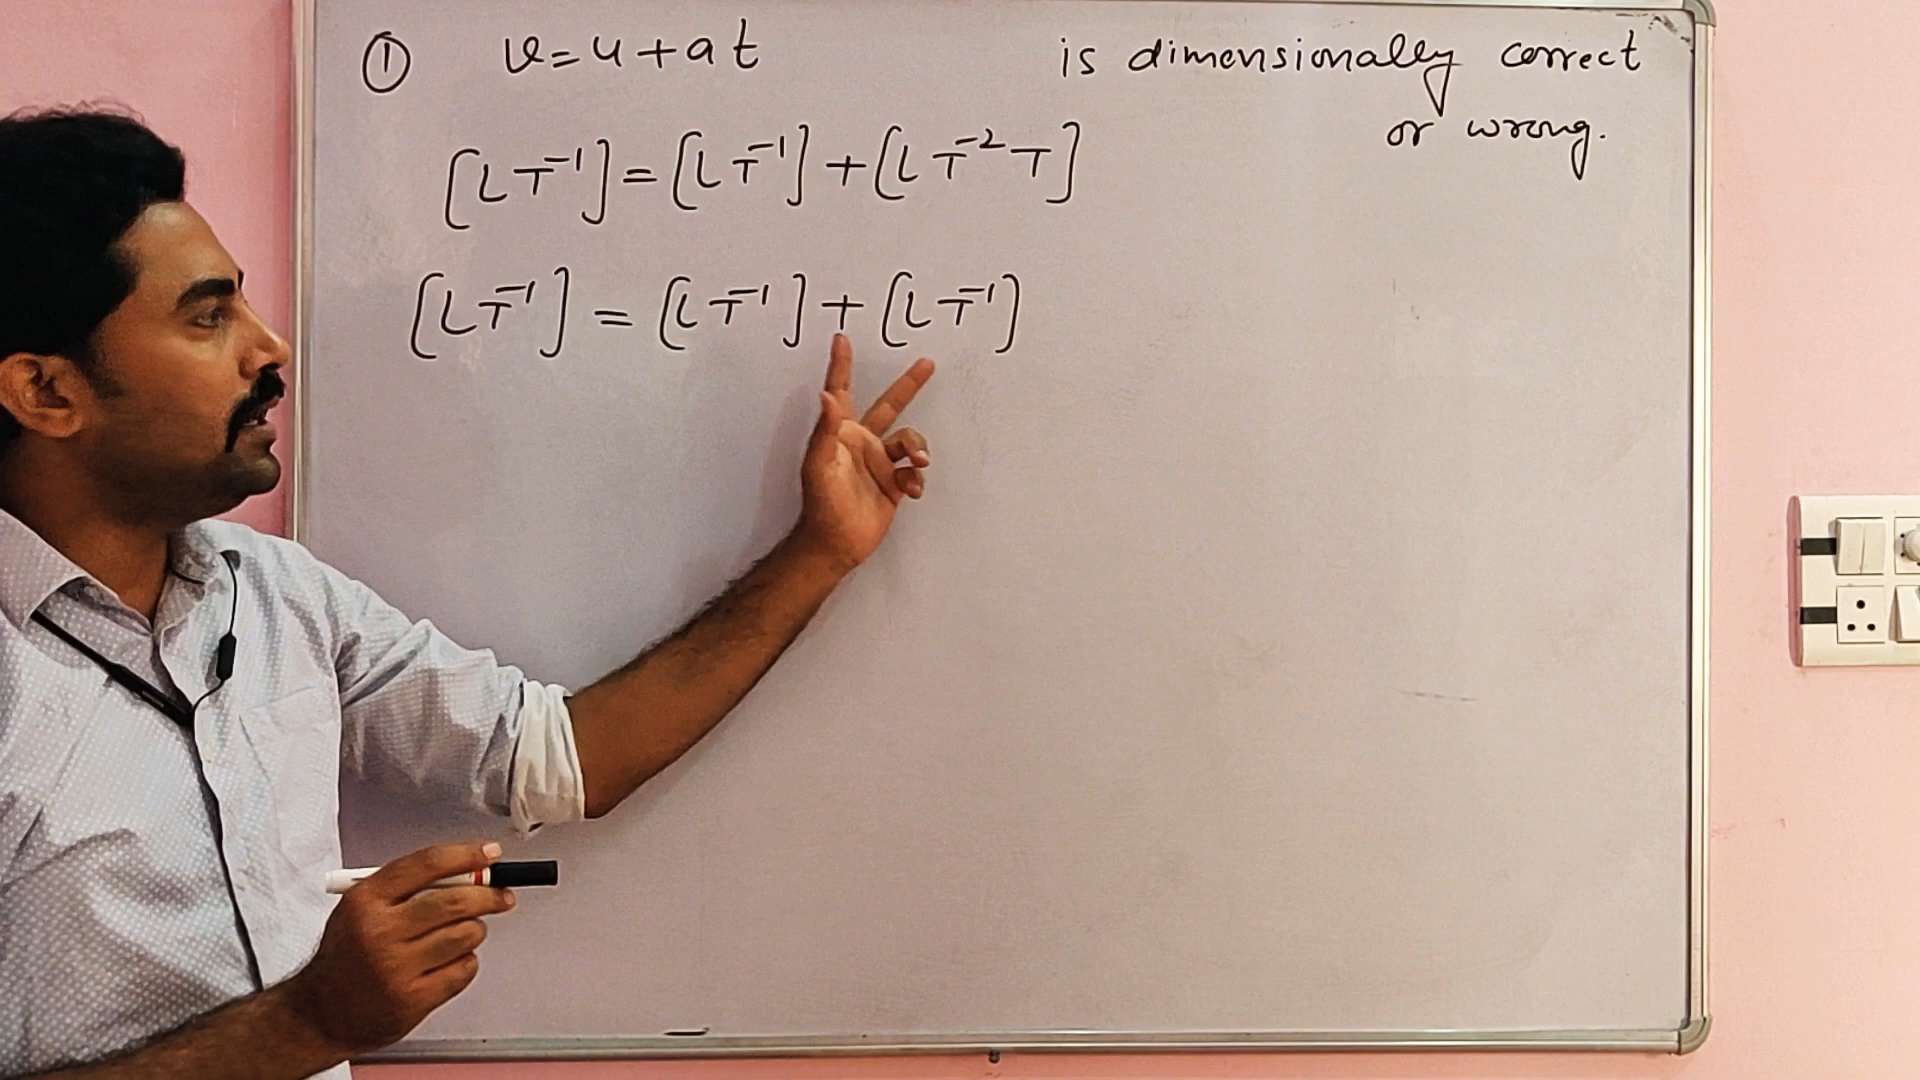 ① v=u+at is dimensionally correct
or wrong.
[LT⁻¹]=[LT⁻¹]+[LT⁻²T]
[LT⁻¹] = [LT⁻¹]+[LT⁻¹]